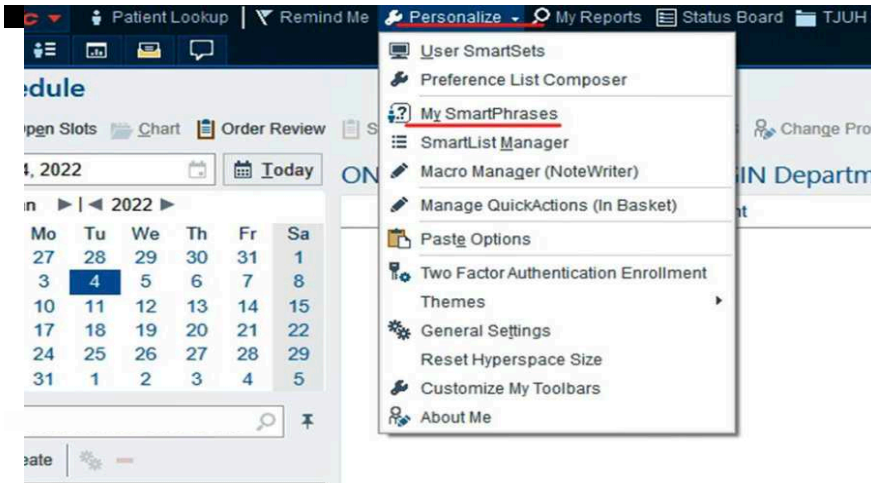 Patient Lookup Remind Me Personalize My Reports Status Board TJUH
User SmartSets
Preference List Composer
My SmartPhrases
SmartList Manager
Macro Manager (NoteWriter)
Manage QuickActions (In Basket)
Paste Options
Two Factor Authentication Enrollment
Themes
General Settings
Reset Hyperspace Size
Customize My Toolbars
About Me
edule
pen Slots Chart Order Review S Change Pro
4, 2022 Today ON IN Departm
an 2022 nt
Mo Tu We Th Fr Sa
27 28 29 30 31 1
3 4 5 6 7 8
10 11 12 13 14 15
17 18 19 20 21 22
24 25 26 27 28 29
31 1 2 3 4 5
eate